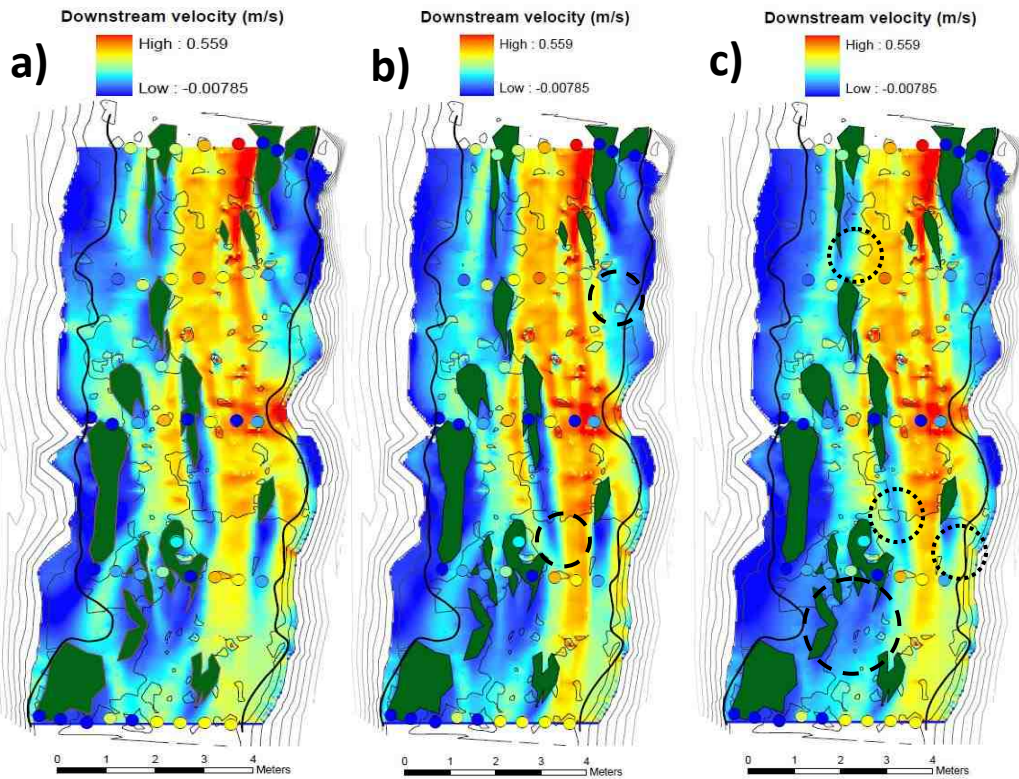 Downstream velocity (m/s)
a)
High : 0.559
Low : -0.00785
0 1 2 3 4
Meters
Downstream velocity (m/s)
b)
High : 0.559
Low : -0.00785
0 1 2 3 4
Meters
Downstream velocity (m/s)
c)
High : 0.559
Low : -0.00785
0 1 2 3 4
Meters